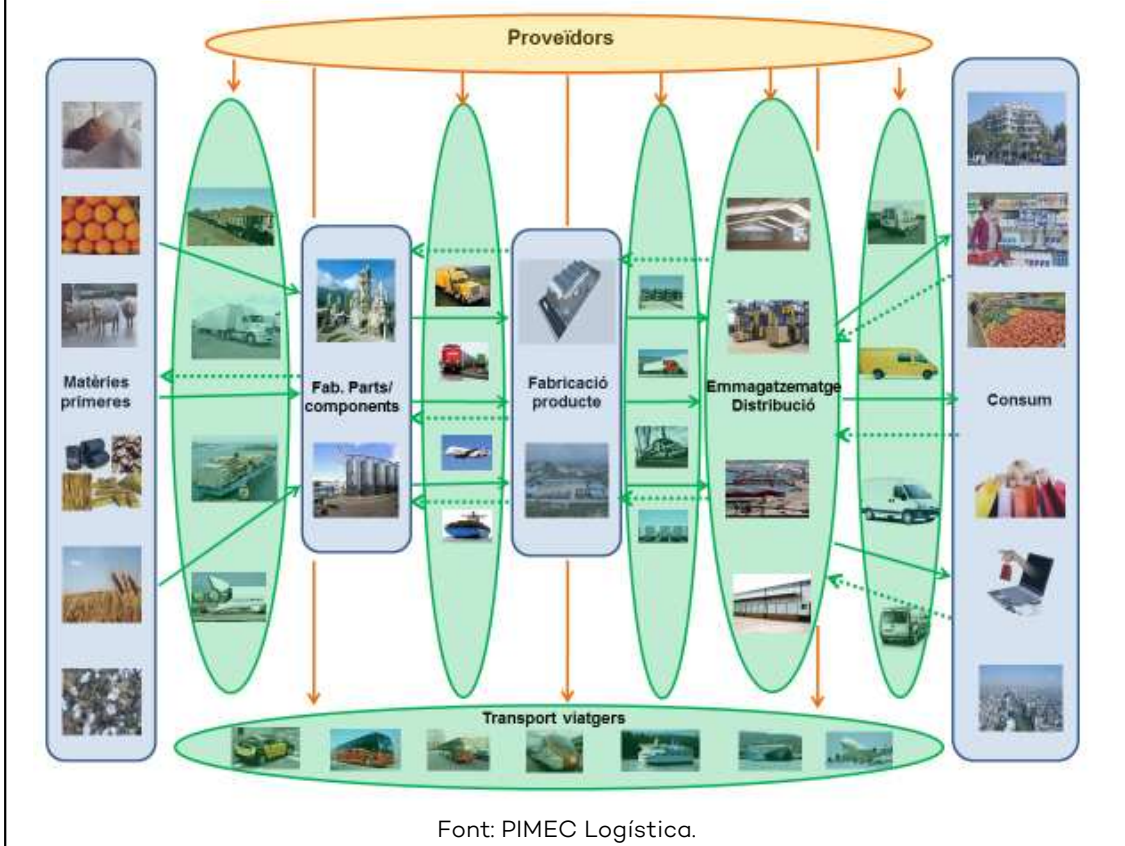 Proveïdors
Matèries
primeres
Fab. Parts/
components
Fabricació
producte
Emmagatzematge
Distribució
Consum
Transport viatgers
Font: PIMEC Logística.